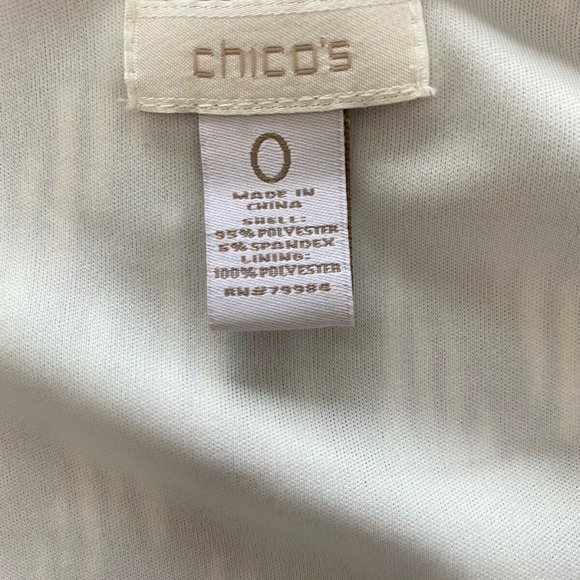 chico's
0
MADE IN
CHINA
SHELL:
95% POLYESTER
5% SPANDEX
LINING:
100% POLYESTER
RN#79984